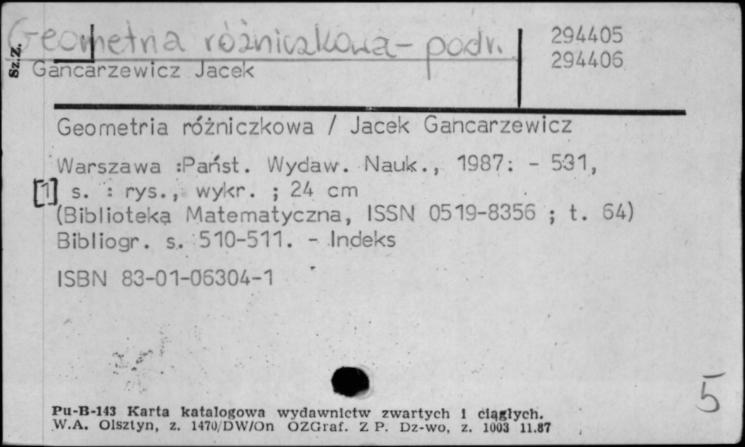 Geometria różniczkowa - podr.
294405
294406
Sz.Z.
Gancarzewicz Jacek
Geometria różniczkowa / Jacek Gancarzewicz
Warszawa :Państ. Wydaw. Nauk., 1987: - 531,
[1] s. : rys., wykr. ; 24 cm
(Biblioteka Matematyczna, ISSN 0519-8356 ; t. 64)
Bibliogr. s. 510-511. - Indeks
ISBN 83-01-06304-1
5
Pu-B-143 Karta katalogowa wydawnictw zwartych i ciągłych.
W.A. Olsztyn, z. 1470/DW/On OZGraf. Z P. Dz-wo, z. 1003 11.87